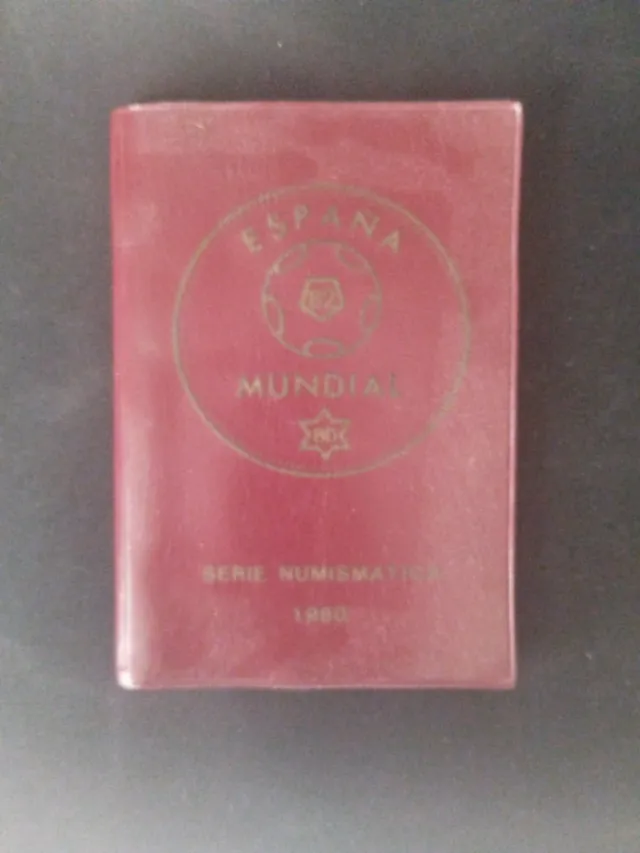 ESPAÑA
82
MUNDIAL
80
SERIE NUMISMATICA
1980